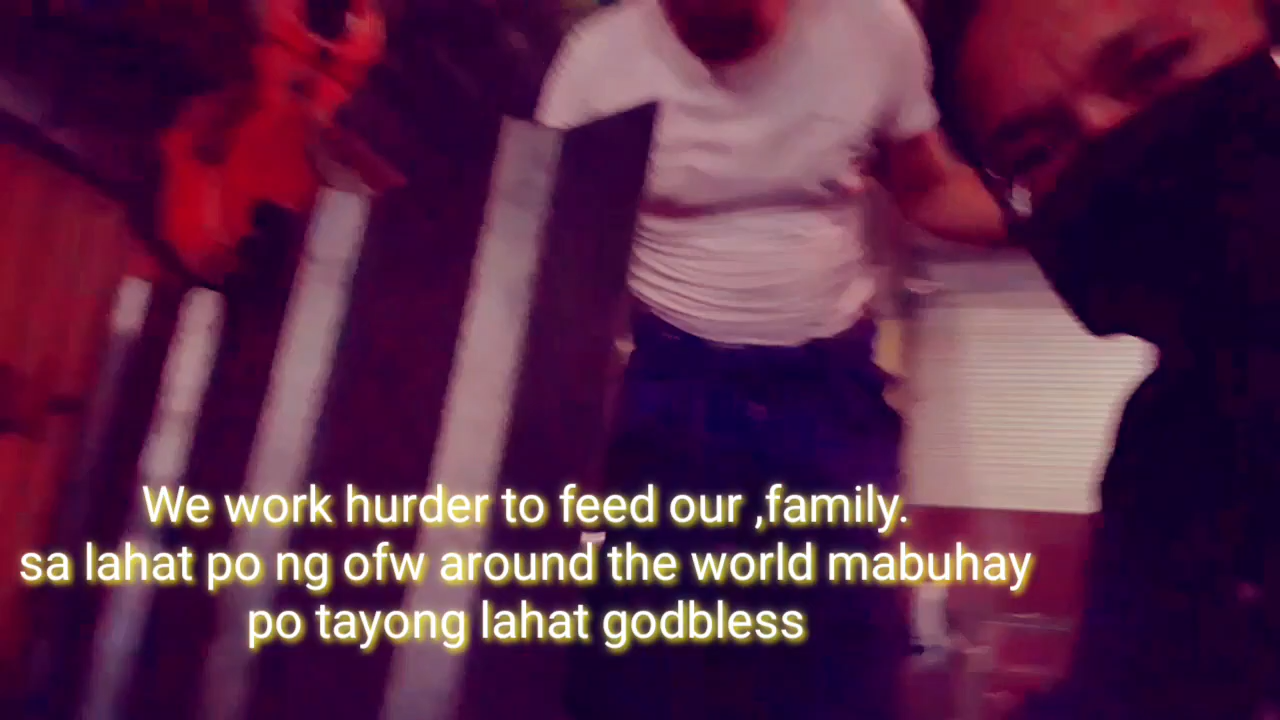 We work hurder to feed our ,family.
sa lahat po ng ofw around the world mabuhay
po tayong lahat godbless